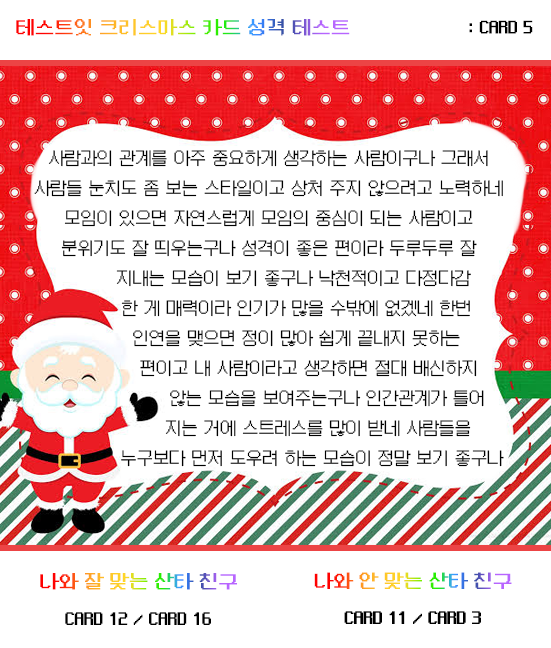 테스트잇 크리스마스 카드 성격 테스트 : CARD 5
사람과의 관계를 아주 중요하게 생각하는 사람이구나 그래서
사람들 눈치도 좀 보는 스타일이고 상처 주지 않으려고 노력하네
모임이 있으면 자연스럽게 모임의 중심이 되는 사람이고
분위기도 잘 띄우는구나 성격이 좋은 편이라 두루두루 잘
지내는 모습이 보기 좋구나 낙천적이고 다정다감
한 게 매력이라 인기가 많을 수밖에 없겠네 한번
인연을 맺으면 정이 많아 쉽게 끝내지 못하는
편이고 내 사람이라고 생각하면 절대 배신하지
않는 모습을 보여주는구나 인간관계가 틀어
지는 거에 스트레스를 많이 받네 사람들을
누구보다 먼저 도우려 하는 모습이 정말 보기 좋구나
나와 잘 맞는 산타 친구 나와 안 맞는 산타 친구
CARD 12 / CARD 16 CARD 11 / CARD 3